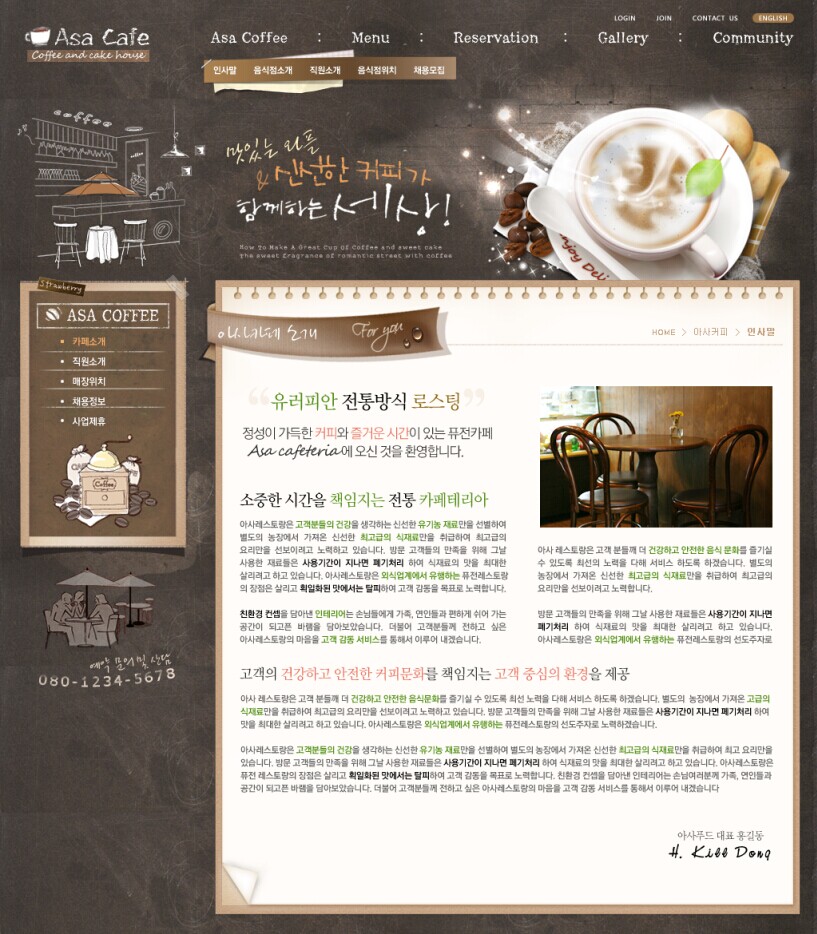 LOGIN JOIN CONTACT US ENGLISH
Asa Cafe
Coffee and cake house
Asa Coffee : Menu : Reservation : Gallery : Community
인사말 음식점소개 직원소개 음식점위치 채용모집
coffee
맛있는 와플
& 신선한 커피가
함께하는 세상!
How To Make A Great Cup of Coffee and sweet cake
The sweet fragrance of romantic street with coffee
Enjoy Deli
Strawberry
ASA COFFEE
카페소개
직원소개
매장위치
채용정보
사업제휴
Coffee
예약 문의 및 상담
080-1234-5678
아사카페 소개 For you
HOME > 아사커피 > 인사말
“유러피안 전통방식 로스팅”
정성이 가득한 커피와 즐거운 시간이 있는 퓨전카페
Asa cafeteria에 오신 것을 환영합니다.
소중한 시간을 책임지는 전통 카페테리아
아사레스토랑은 고객분들의 건강을 생각하는 신선한 유기농 재료만을 선별하여
별도의 농장에서 가져온 신선한 최고급의 식재료만을 취급하여 최고급의
요리만을 선보이려고 노력하고 있습니다. 방문 고객들의 만족을 위해 그날
사용한 재료들은 사용기간이 지나면 폐기처리 하여 식재료의 맛을 최대한
살리려고 하고 있습니다. 아사레스토랑은 외식업계에서 유행하는 퓨전레스토랑
의 장점은 살리고 획일화된 맛에서는 탈피하여 고객 감동을 목표로 노력합니다.
친환경 컨셉을 담아낸 인테리어는 손님들에게 가족, 연인들과 편하게 쉬어 가는
공간이 되고픈 바램을 담아보았습니다. 더불어 고객분들께 전하고 싶은
아사레스토랑의 마음을 고객 감동 서비스를 통해서 이루어 내겠습니다.
아사 레스토랑은 고객 분들께 더 건강하고 안전한 음식 문화를 즐기실
수 있도록 최선의 노력을 다해 서비스 하도록 하겠습니다. 별도의
농장에서 가져온 신선한 최고급의 식재료만을 취급하여 최고급의
요리만을 선보이려고 노력합니다.
방문 고객들의 만족을 위해 그날 사용한 재료들은 사용기간이 지나면
폐기처리 하여 식재료의 맛을 최대한 살리려고 하고 있습니다.
아사레스토랑은 외식업계에서 유행하는 퓨전레스토랑의 선도주자로
고객의 건강하고 안전한 커피문화를 책임지는 고객 중심의 환경을 제공
아사 레스토랑은 고객 분들께 더 건강하고 안전한 음식문화를 즐기실 수 있도록 최선 노력을 다해 서비스 하도록 하겠습니다. 별도의 농장에서 가져온 고급의
식재료만을 취급하여 최고급의 요리만을 선보이려고 노력하고 있습니다. 방문 고객들의 만족을 위해 그날 사용한 재료들은 사용기간이 지나면 폐기처리 하여
맛을 최대한 살리려고 하고 있습니다. 아사레스토랑은 외식업계에서 유행하는 퓨전레스토랑의 선도주자로 노력하겠습니다.
아사레스토랑은 고객분들의 건강을 생각하는 신선한 유기농 재료만을 선별하여 별도의 농장에서 가져온 신선한 최고급의 식재료만을 취급하여 최고 요리만을
있습니다. 방문 고객들의 만족을 위해 그날 사용한 재료들은 사용기간이 지나면 폐기처리 하여 식재료의 맛을 최대한 살리려고 하고 있습니다. 아사레스토랑은
퓨전 레스토랑의 장점은 살리고 획일화된 맛에서는 탈피하여 고객 감동을 목표로 노력합니다. 친환경 컨셉을 담아낸 인테리어는 손님여러분께 가족, 연인들과
공간이 되고픈 바램을 담아보았습니다. 더불어 고객분들께 전하고 싶은 아사레스토랑의 마음을 고객 감동 서비스를 통해서 이루어 내겠습니다
아사푸드 대표 홍길동
H. Kill Dong